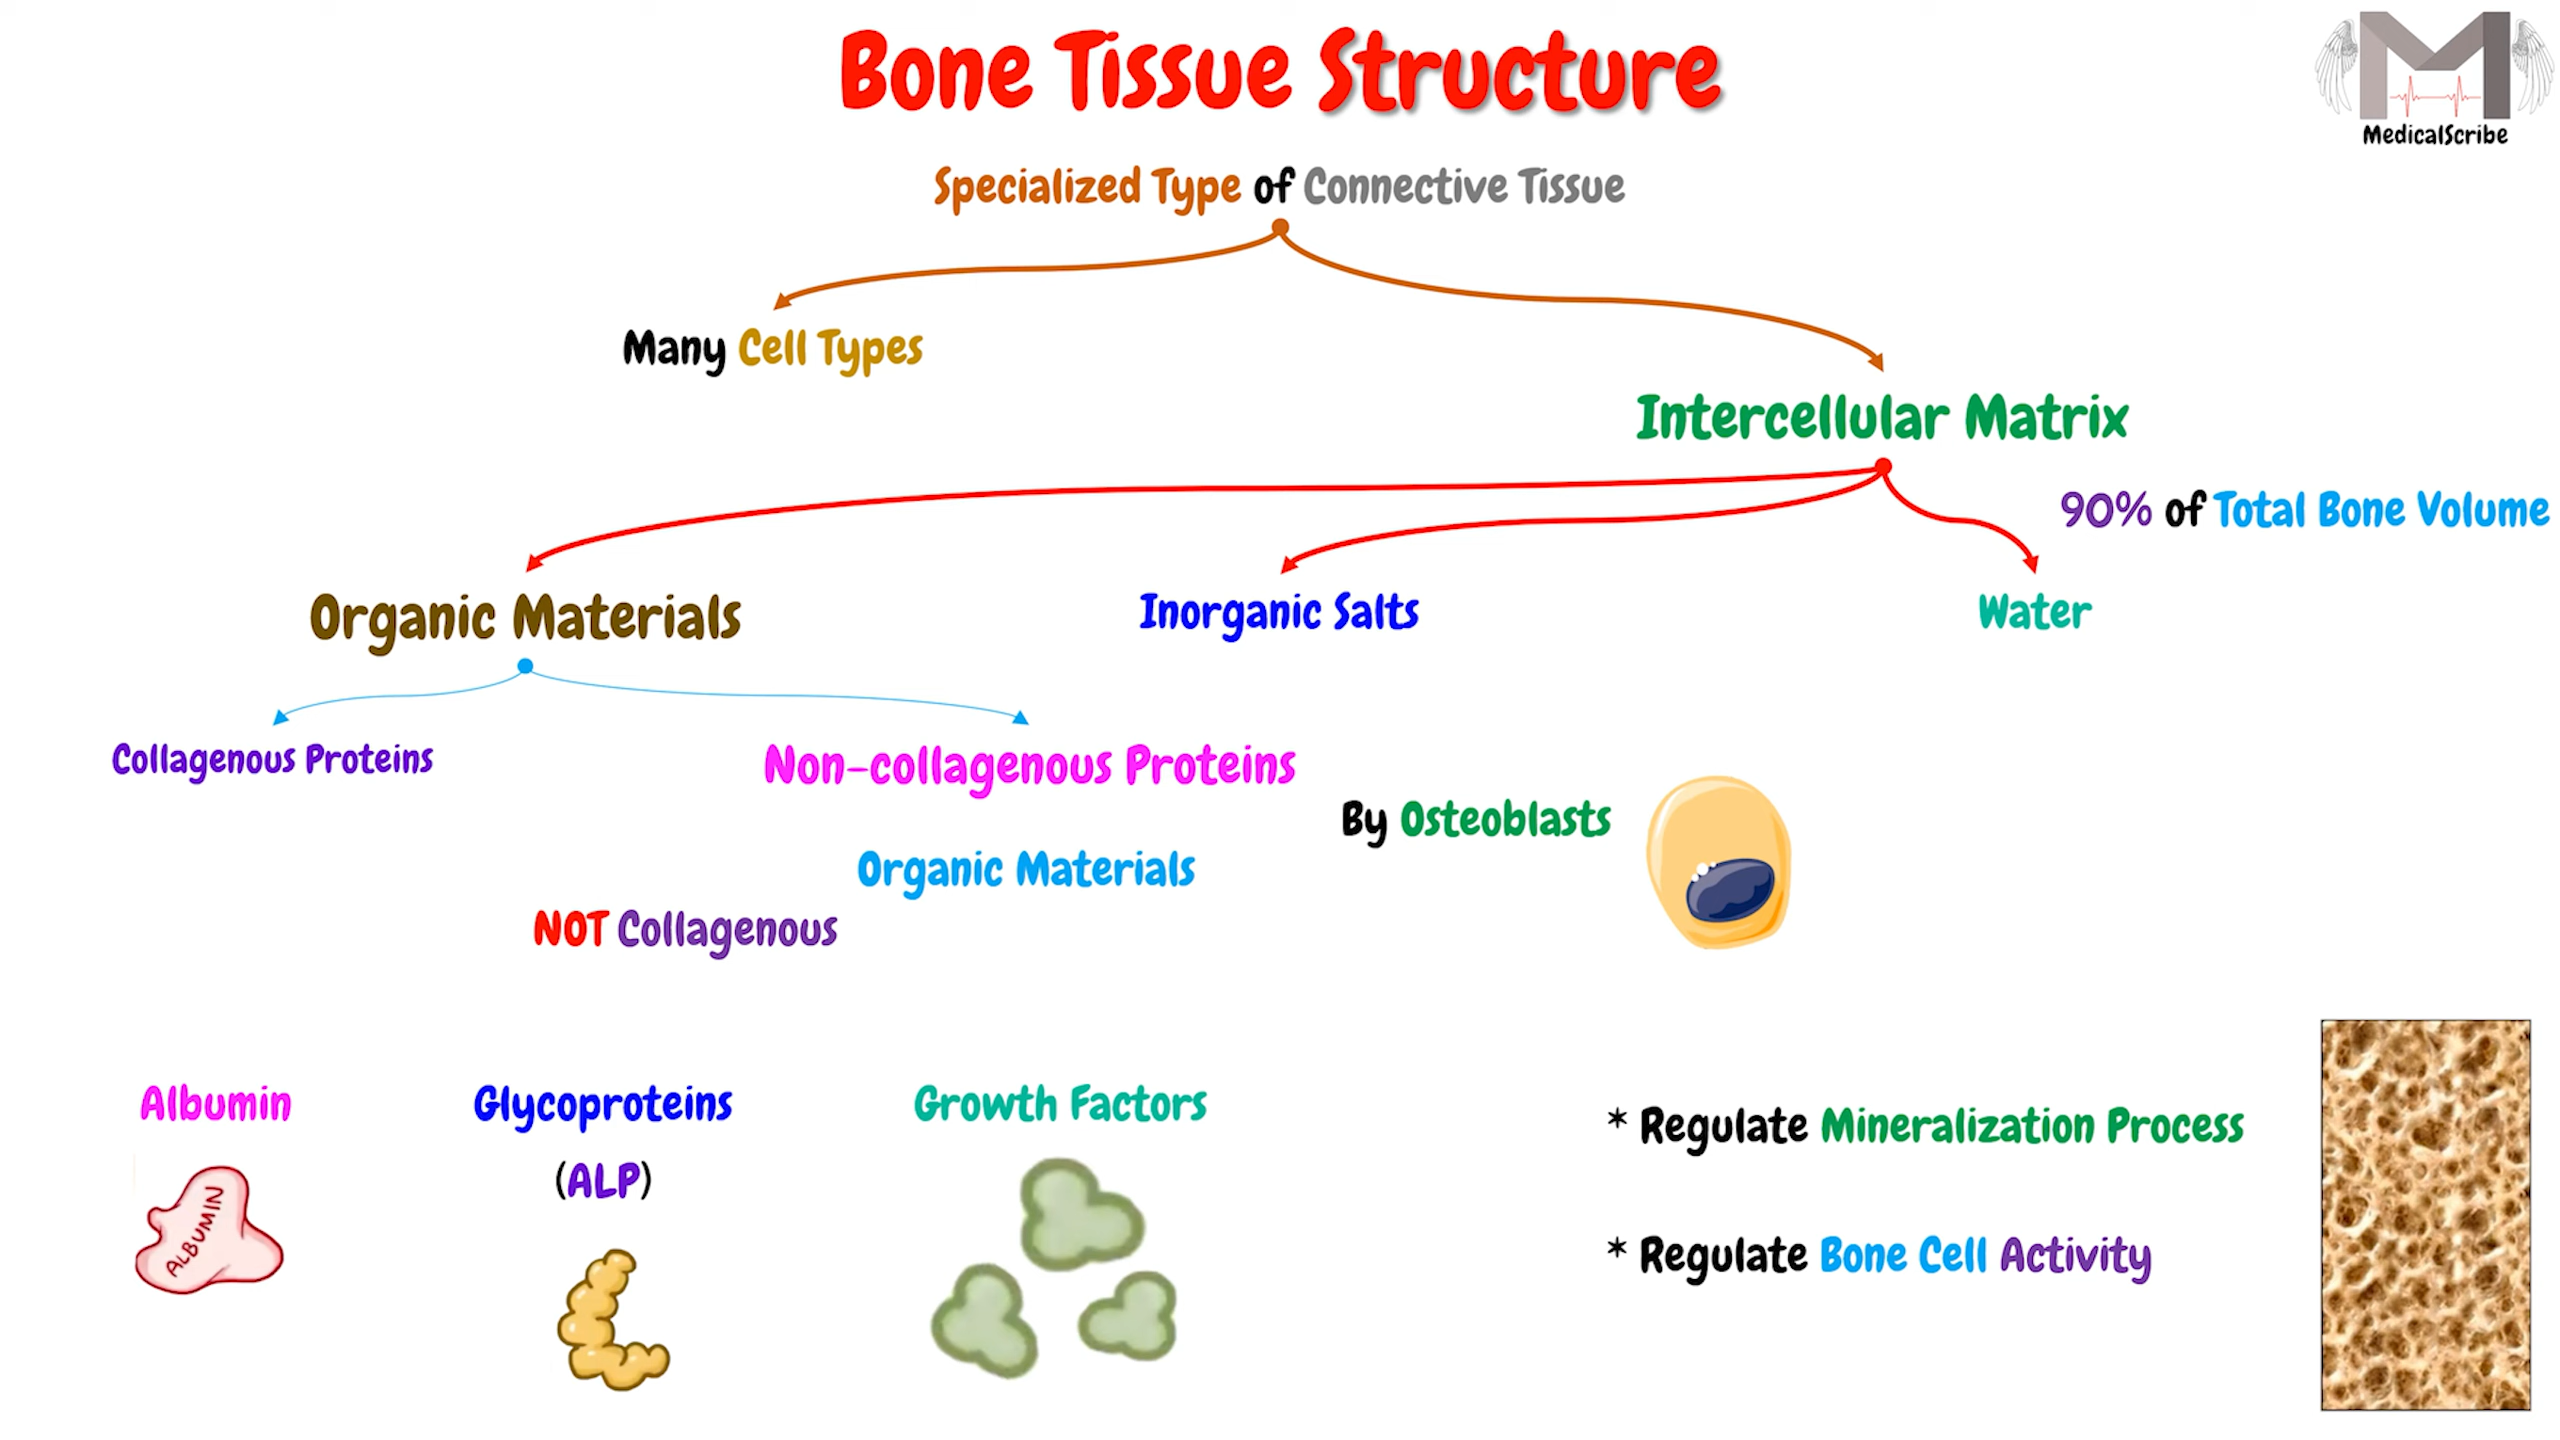 Bone Tissue Structure
MedicalScribe
Specialized Type of Connective Tissue
Many Cell Types
Intercellular Matrix
90% of Total Bone Volume
Organic Materials
Inorganic Salts
Water
Collagenous Proteins
Non-collagenous Proteins
By Osteoblasts
Organic Materials
NOT Collagenous
Albumin
Glycoproteins
(ALP)
Growth Factors
ALBUMIN
* Regulate Mineralization Process
* Regulate Bone Cell Activity